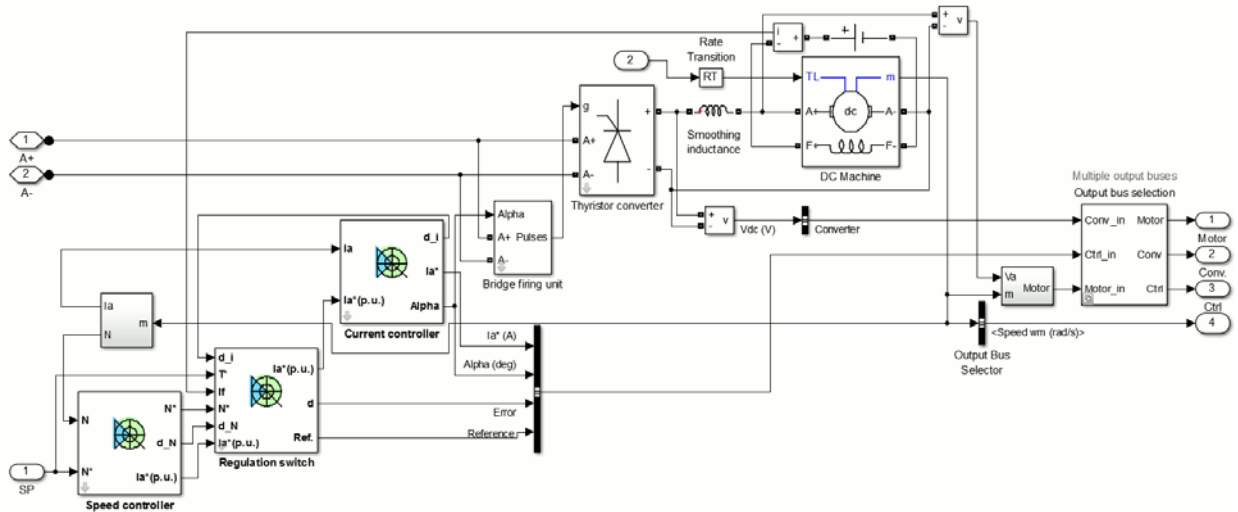 +
-
v
i
-
+
+
2
Rate
Transition
RT
TL
m
dc
A+
A-
F+
F-
DC Machine
g
A+
A-
+
-
Thyristor converter
Smoothing
inductance
1
A+
2
A-
Multiple output buses
Output bus selection
Conv_in
Ctrl_in
Motor_in
Motor
Conv
Ctrl
1
Motor
2
Conv.
3
Ctrl
4
+
-
v
Vdc (V)
Converter
Va
m
Motor
Alpha
A+
A-
Pulses
Bridge firing unit
Ia
Ia*(p.u.)
d_i
Ia*
Alpha
Current controller
Ia
N
m
Ia* (A)
Alpha (deg)
Error
Reference
<Speed wm (rad/s)>
Output Bus
Selector
d_i
T*
If
N*
d_N
Ia*(p.u.)
Ia*(p.u.)
d
Ref.
Regulation switch
N
N*
N*
d_N
Ia*(p.u.)
Speed controller
1
SP